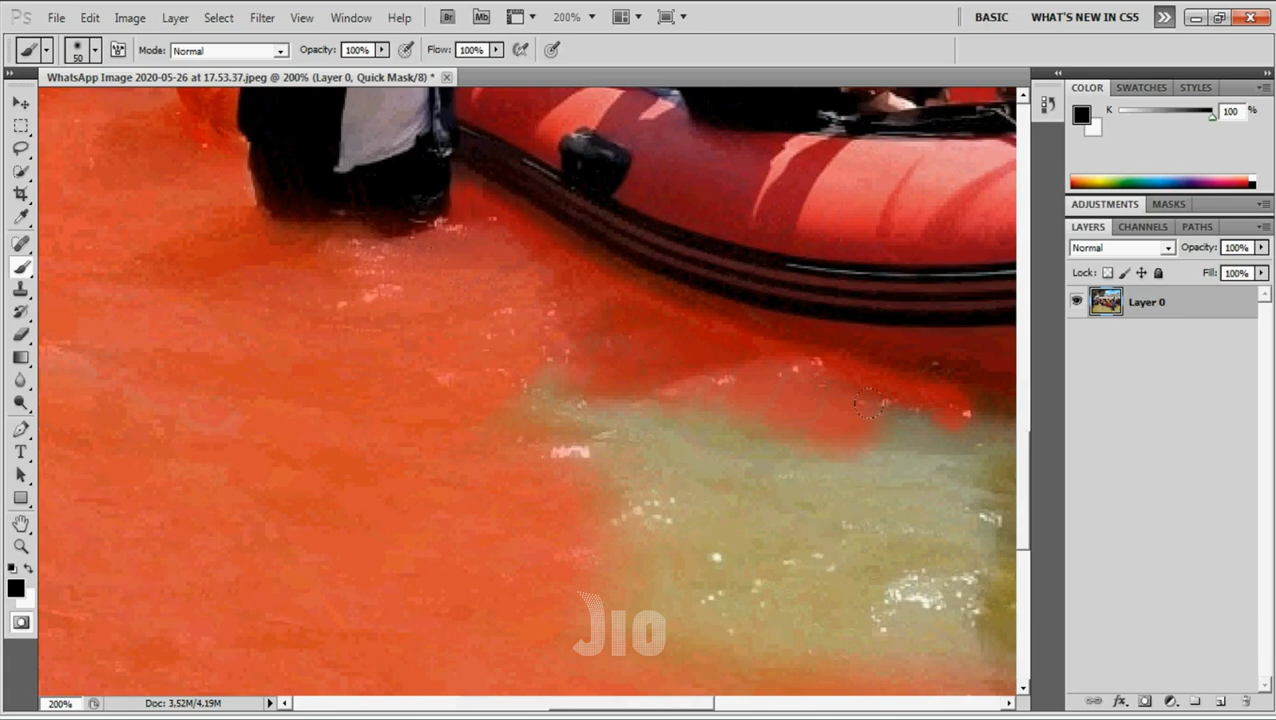 Ps File Edit Image Layer Select Filter View Window Help Br Mb 200% BASIC WHAT'S NEW IN CS5
50 Mode: Normal Opacity: 100% Flow: 100%
WhatsApp Image 2020-05-26 at 17.53.37.jpeg @ 200% (Layer 0, Quick Mask/8) *
COLOR SWATCHES STYLES
K 100 %
ADJUSTMENTS MASKS
LAYERS CHANNELS PATHS
Normal Opacity: 100%
Lock: Fill: 100%
Layer 0
T
JIO
200% Doc: 3,52M/4,19M
fx